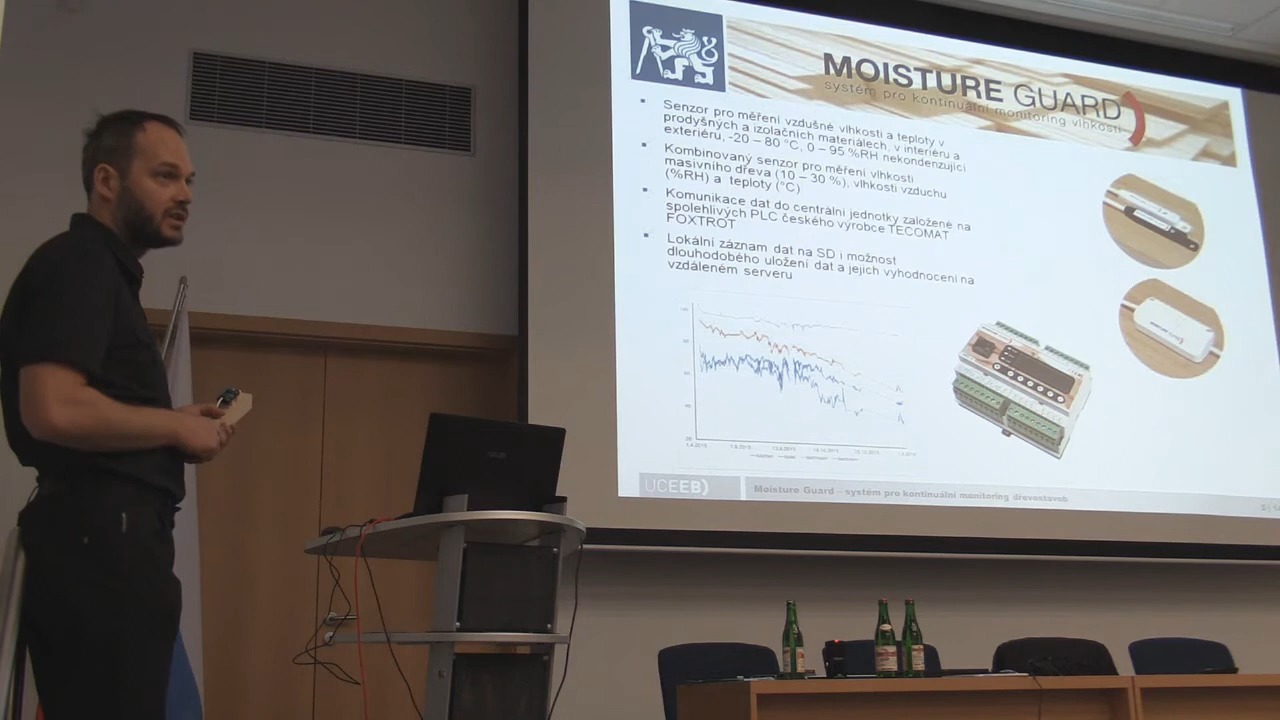 MOISTURE GUARD
systém pro kontinuální monitoring vlhkosti
Senzor pro měření vzdušné vlhkosti a teploty v
prodyšných a izolačních materiálech, v interiéru a
exteriéru, -20 – 80 °C, 0 – 95 %RH nekondenzující
Kombinovaný senzor pro měření vlhkosti
masivního dřeva (10 – 30 %), vlhkosti vzduchu
(%RH) a teploty (°C)
Komunikace dat do centrální jednotky založené na
spolehlivých PLC českého výrobce TECOMAT
FOXTROT
Lokální záznam dat na SD i možnost
dlouhodobého uložení dat a jejich vyhodnocení na
vzdáleném serveru
UCEEB
Moisture Guard – systém pro kontinuální monitoring dřevostaveb